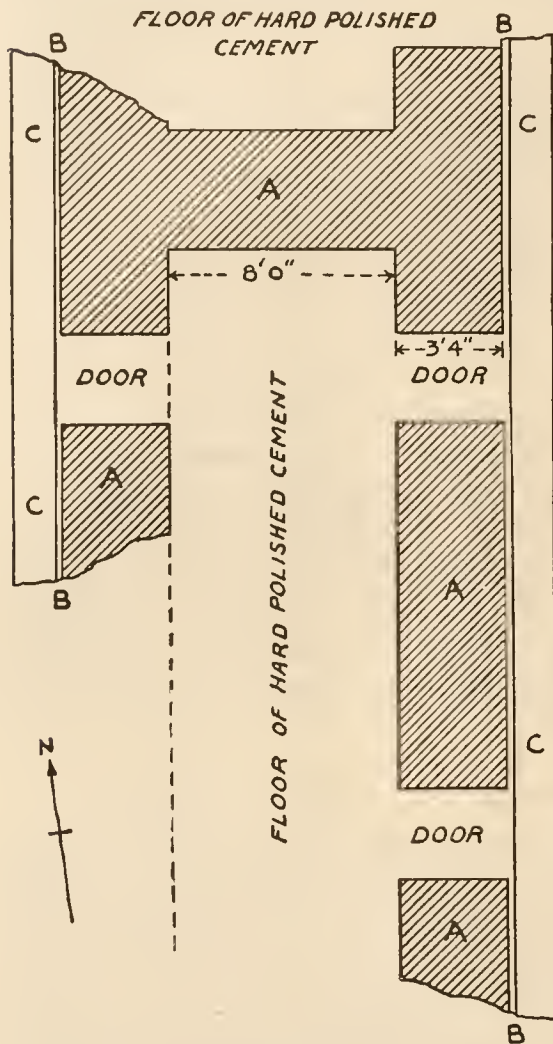 FLOOR OF HARD POLISHED
CEMENT
B
B
C
C
A
8'0"
3'4"
DOOR
DOOR
A
C
B
FLOOR OF HARD POLISHED CEMENT
A
C
N
DOOR
A
B